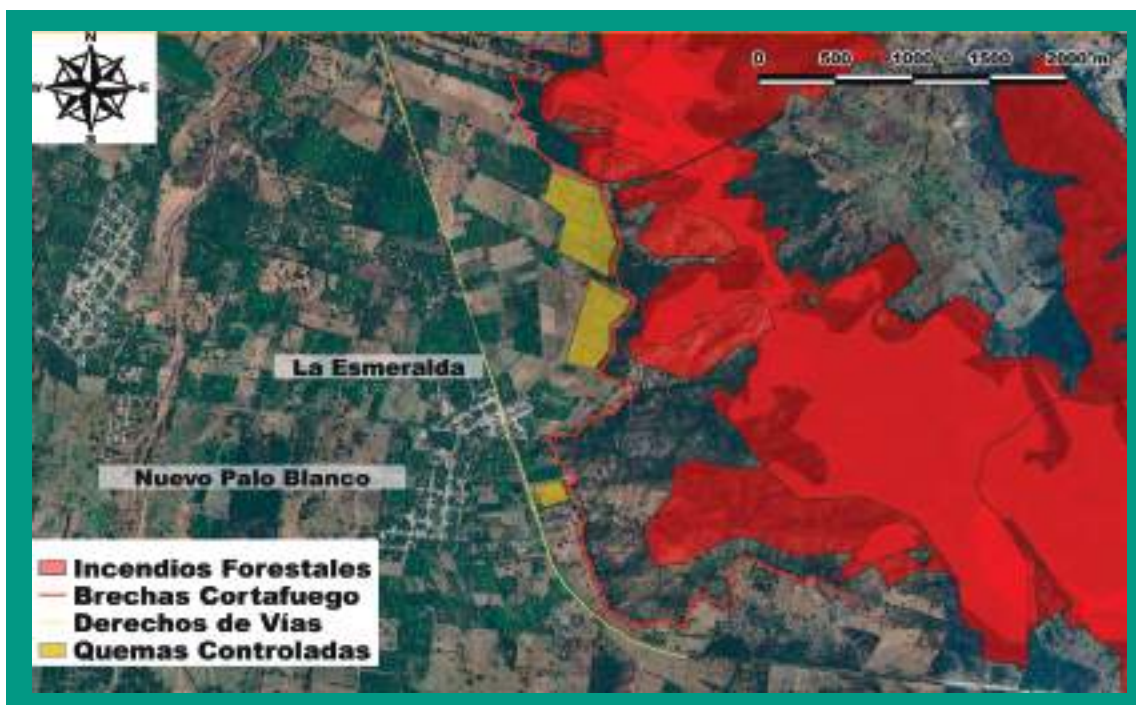 N
W
E
S
0 500 1000 1500 2000 m
La Esmeralda
Nuevo Palo Blanco
Incendios Forestales
Brechas Cortafuego
Derechos de Vías
Quemas Controladas